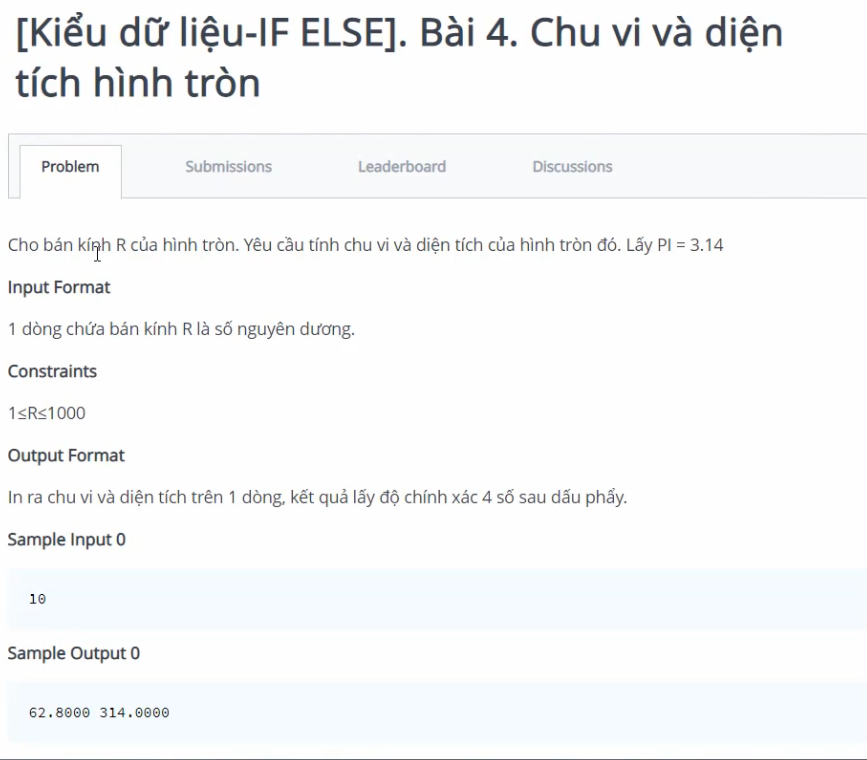 [Kiểu dữ liệu-IF ELSE]. Bài 4. Chu vi và diện
tích hình tròn
Problem
Submissions
Leaderboard
Discussions
Cho bán kính R của hình tròn. Yêu cầu tính chu vi và diện tích của hình tròn đó. Lấy PI = 3.14
Input Format
1 dòng chứa bán kính R là số nguyên dương.
Constraints
1≤R≤1000
Output Format
In ra chu vi và diện tích trên 1 dòng, kết quả lấy độ chính xác 4 số sau dấu phẩy.
Sample Input 0
10
Sample Output 0
62.8000 314.0000